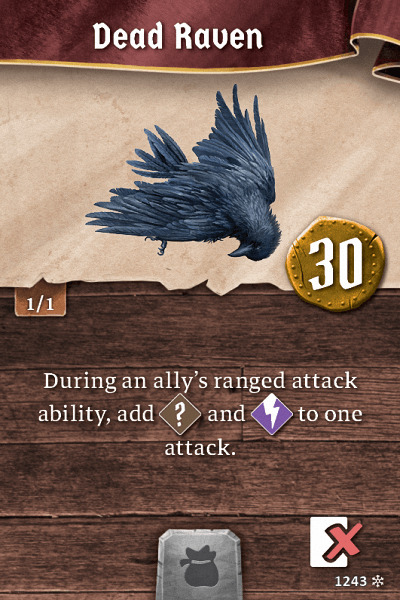 Dead Raven
30
1/1
During an ally’s ranged attack
ability, add ? and to one
attack.
1243